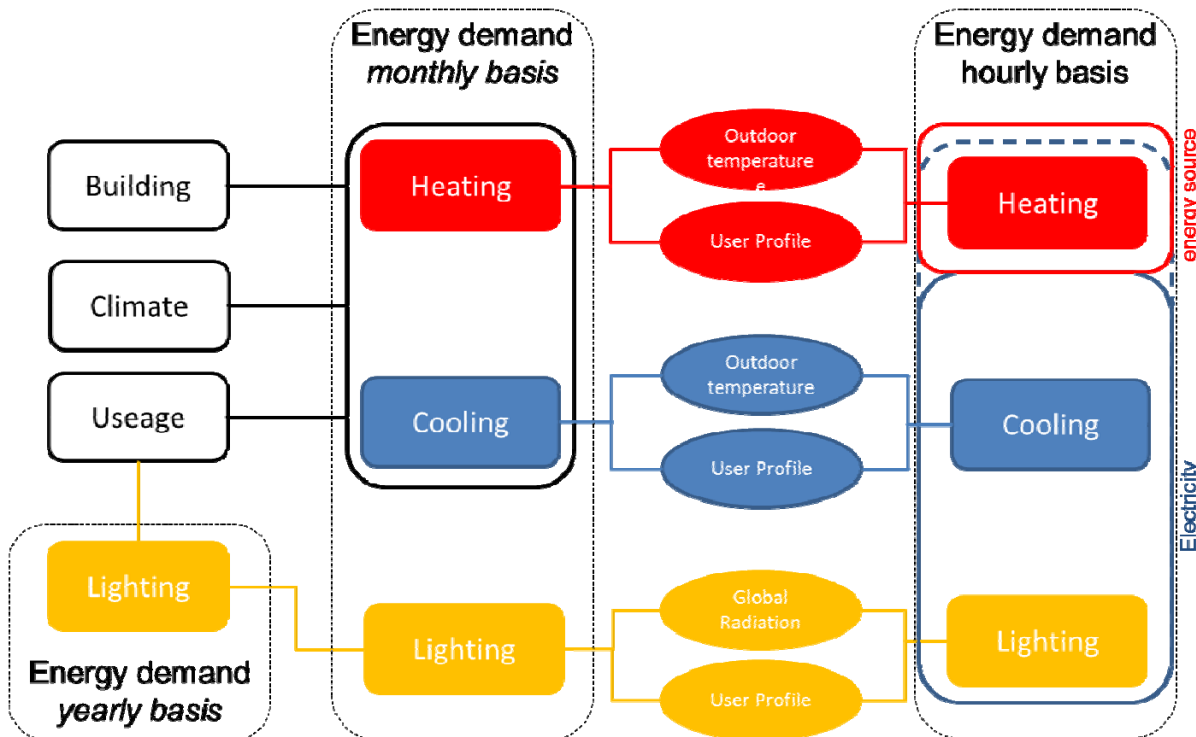 Energy demand
monthly basis
Energy demand
hourly basis
Building
Climate
Useage
Heating
Cooling
Lighting
Energy demand
yearly basis
Lighting
Outdoor
temperature
e
User Profile
Outdoor
temperature
User Profile
Global
Radiation
User Profile
Heating
Cooling
Lighting
energy source
Electricity